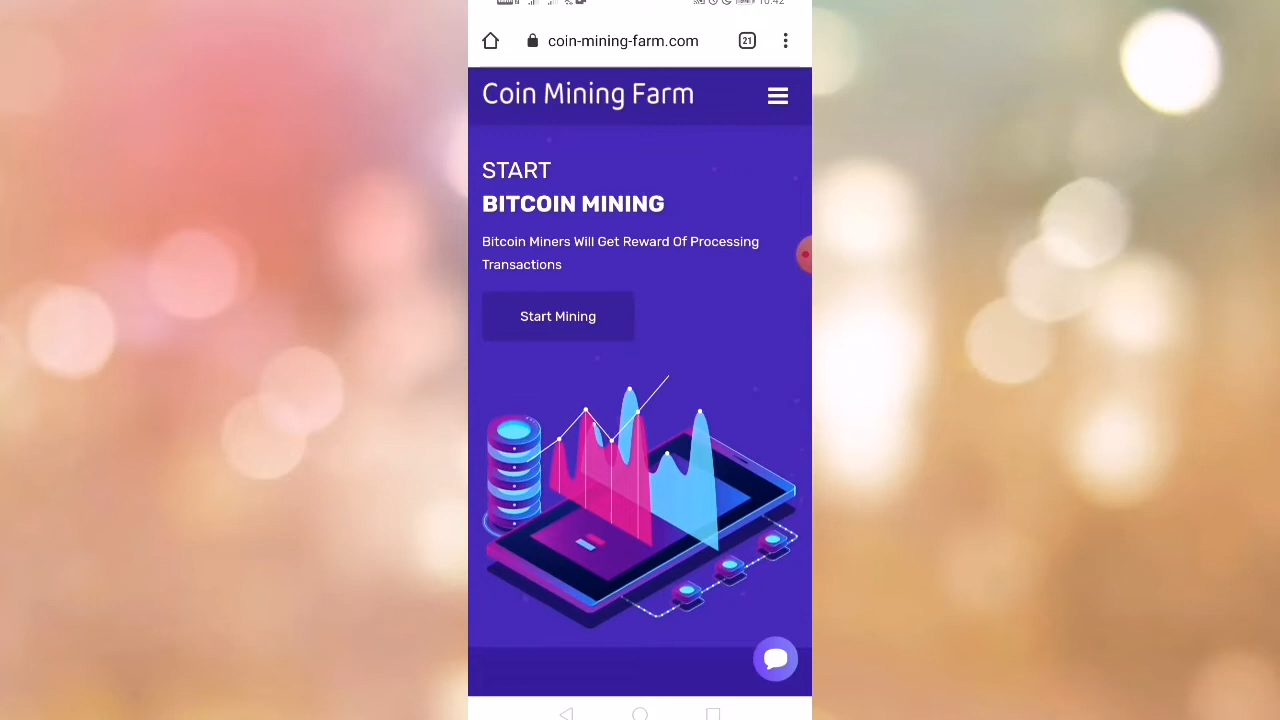 coin-mining-farm.com
21
Coin Mining Farm
START
BITCOIN MINING
Bitcoin Miners Will Get Reward Of Processing
Transactions
Start Mining